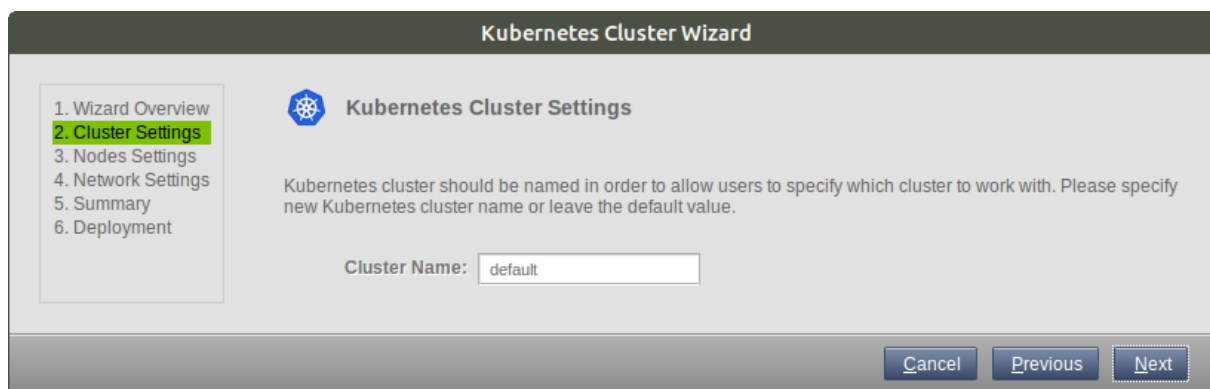 Kubernetes Cluster Wizard
1. Wizard Overview
2. Cluster Settings
3. Nodes Settings
4. Network Settings
5. Summary
6. Deployment
Kubernetes Cluster Settings
Kubernetes cluster should be named in order to allow users to specify which cluster to work with. Please specify
new Kubernetes cluster name or leave the default value.
Cluster Name: default
Cancel Previous Next